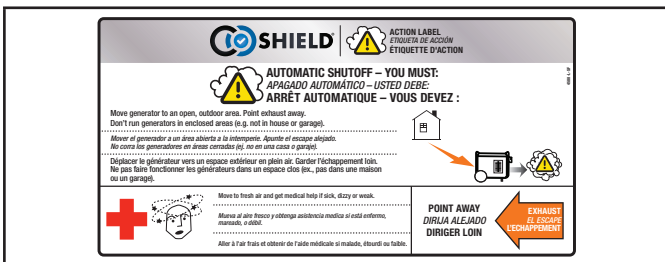 CO SHIELD®
ACTION LABEL
ETIQUETA DE ACCIÓN
ÉTIQUETTE D'ACTION
AUTOMATIC SHUTOFF – YOU MUST:
APAGADO AUTOMÁTICO – USTED DEBE:
ARRÊT AUTOMATIQUE – VOUS DEVEZ :
Move generator to an open, outdoor area. Point exhaust away.
Don't run generators in enclosed areas (e.g. not in house or garage).
Mover el generador a un área abierta a la intemperie. Apunte el escape alejado.
No corra los generadores en áreas cerradas (ej. no en una casa o garaje).
Déplacer le générateur vers un espace extérieur en plein air. Garder l'échappement loin.
Ne pas faire fonctionner les générateurs dans un espace clos (ex., pas dans une maison
ou un garage).
Move to fresh air and get medical help if sick, dizzy or weak.
Mueva al aire fresco y obtenga asistencia medica si está enfermo,
mareado, o débil.
Aller à l'air frais et obtenir de l'aide médicale si malade, étourdi ou faible.
POINT AWAY
DIRIJA ALEJADO
DIRIGER LOIN
EXHAUST
EL ESCAPE
L'ECHAPPEMENT